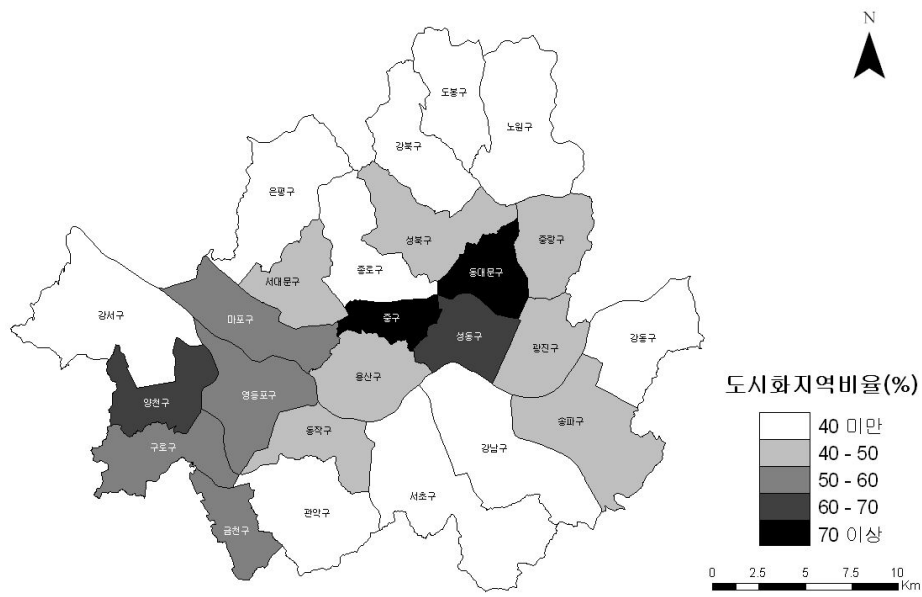 N
도봉구
노원구
강북구
은평구
성북구
중랑구
서대문구
종로구
동대문구
강서구
마포구
중구
성동구
강동구
광진구
용산구
양천구
영등포구
송파구
동작구
구로구
강남구
서초구
관악구
금천구
도시화지역비율(%)
40 미만
40 - 50
50 - 60
60 - 70
70 이상
0 2.5 5 7.5 10
Km